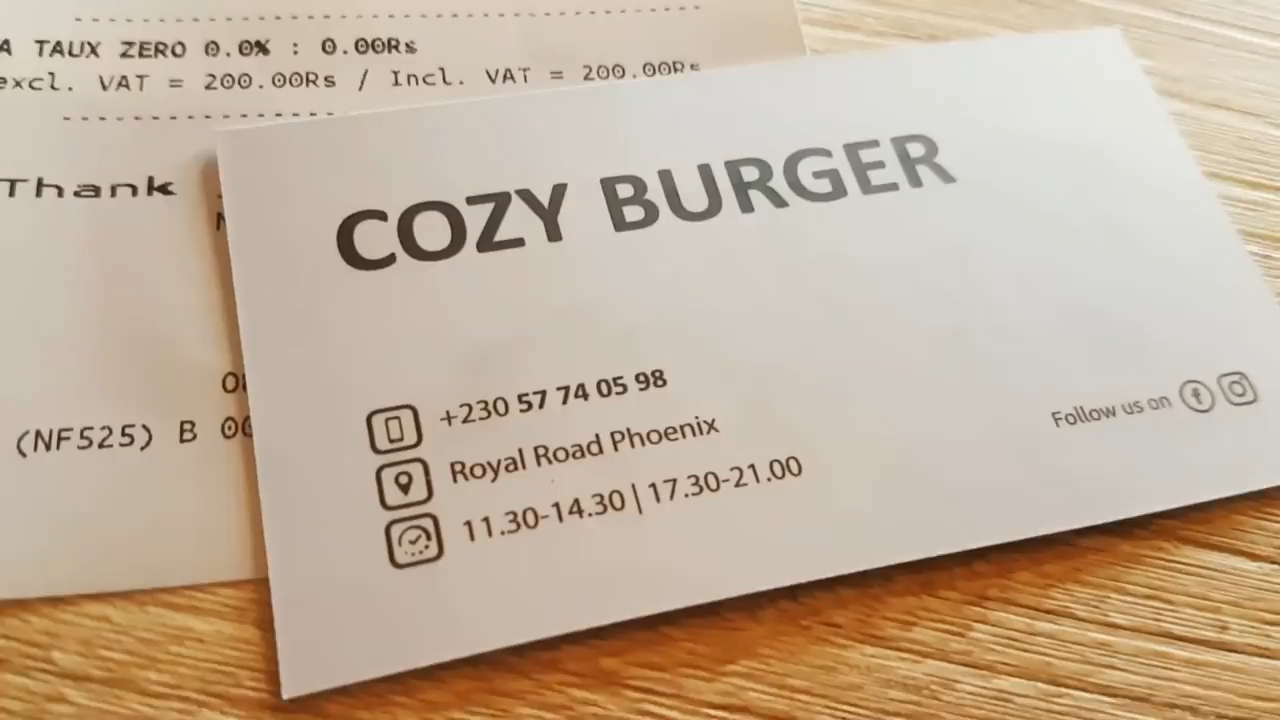 A TAUX ZERO 0.0% : 0.00Rs
excl. VAT = 200.00Rs / Incl. VAT = 200.00Rs
Thank
(NF525) B
COZY BURGER
+230 57 74 05 98
Royal Road Phoenix
11.30-14.30 | 17.30-21.00
Follow us on